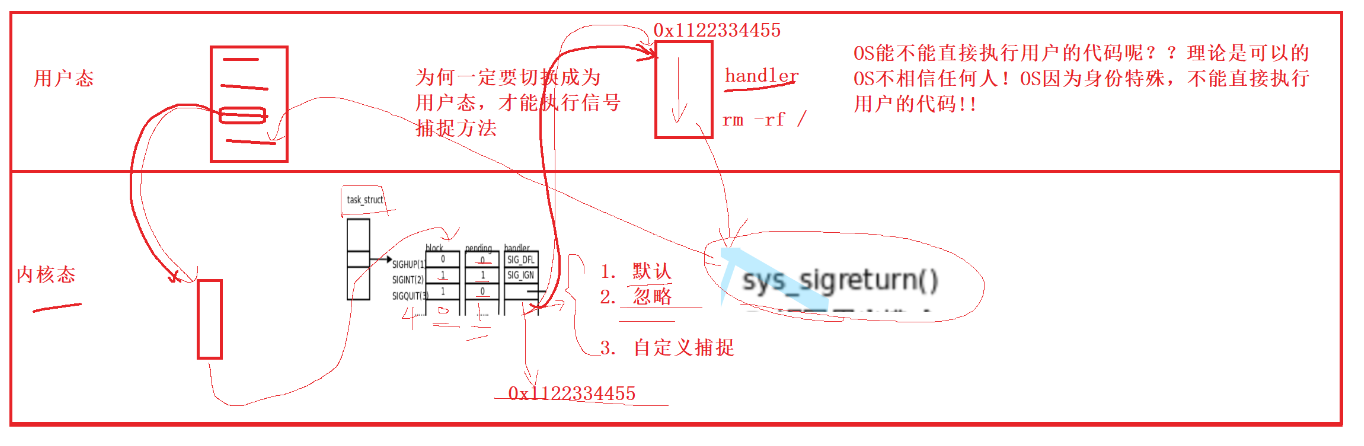 0x1122334455
用户态
为何一定要切换成为
用户态，才能执行信号
捕捉方法
handler
rm -rf /
OS能不能直接执行用户的代码呢？？理论是可以的
OS不相信任何人！OS因为身份特殊，不能直接执行
用户的代码!!
内核态
task_struct
block pending handler
SIGHUP(1) 0 0 SIG_DFL
SIGINT(2) 1 1 SIG_IGN
SIGQUIT(3) 1 0
4 0 1
1. 默认
2. 忽略
3. 自定义捕捉
0x1122334455
sys_sigreturn()